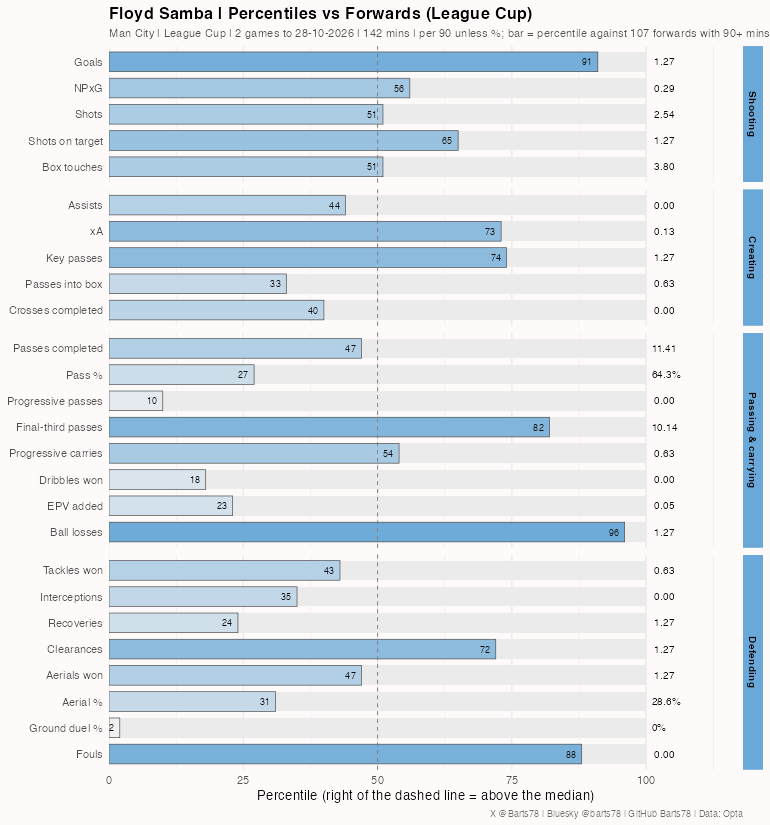 Floyd Samba | Percentiles vs Forwards (League Cup)
Man City | League Cup | 2 games to 28-10-2026 | 142 mins | per 90 unless %; bar = percentile against 107 forwards with 90+ mins
Goals 91 1.27
NPxG 56 0.29
Shots 51 2.54
Shots on target 65 1.27
Box touches 51 3.80
Shooting
Assists 44 0.00
xA 73 0.13
Key passes 74 1.27
Passes into box 33 0.63
Crosses completed 40 0.00
Creating
Passes completed 47 11.41
Pass % 27 64.3%
Progressive passes 10 0.00
Final-third passes 82 10.14
Progressive carries 54 0.63
Dribbles won 18 0.00
EPV added 23 0.05
Ball losses 96 1.27
Passing & carrying
Tackles won 43 0.63
Interceptions 35 0.00
Recoveries 24 1.27
Clearances 72 1.27
Aerials won 47 1.27
Aerial % 31 28.6%
Ground duel % 2 0%
Fouls 88 0.00
Defending
0 25 50 75 100
Percentile (right of the dashed line = above the median)
X @Barts78 | Bluesky @barts78 | GitHub Barts78 | Data: Opta